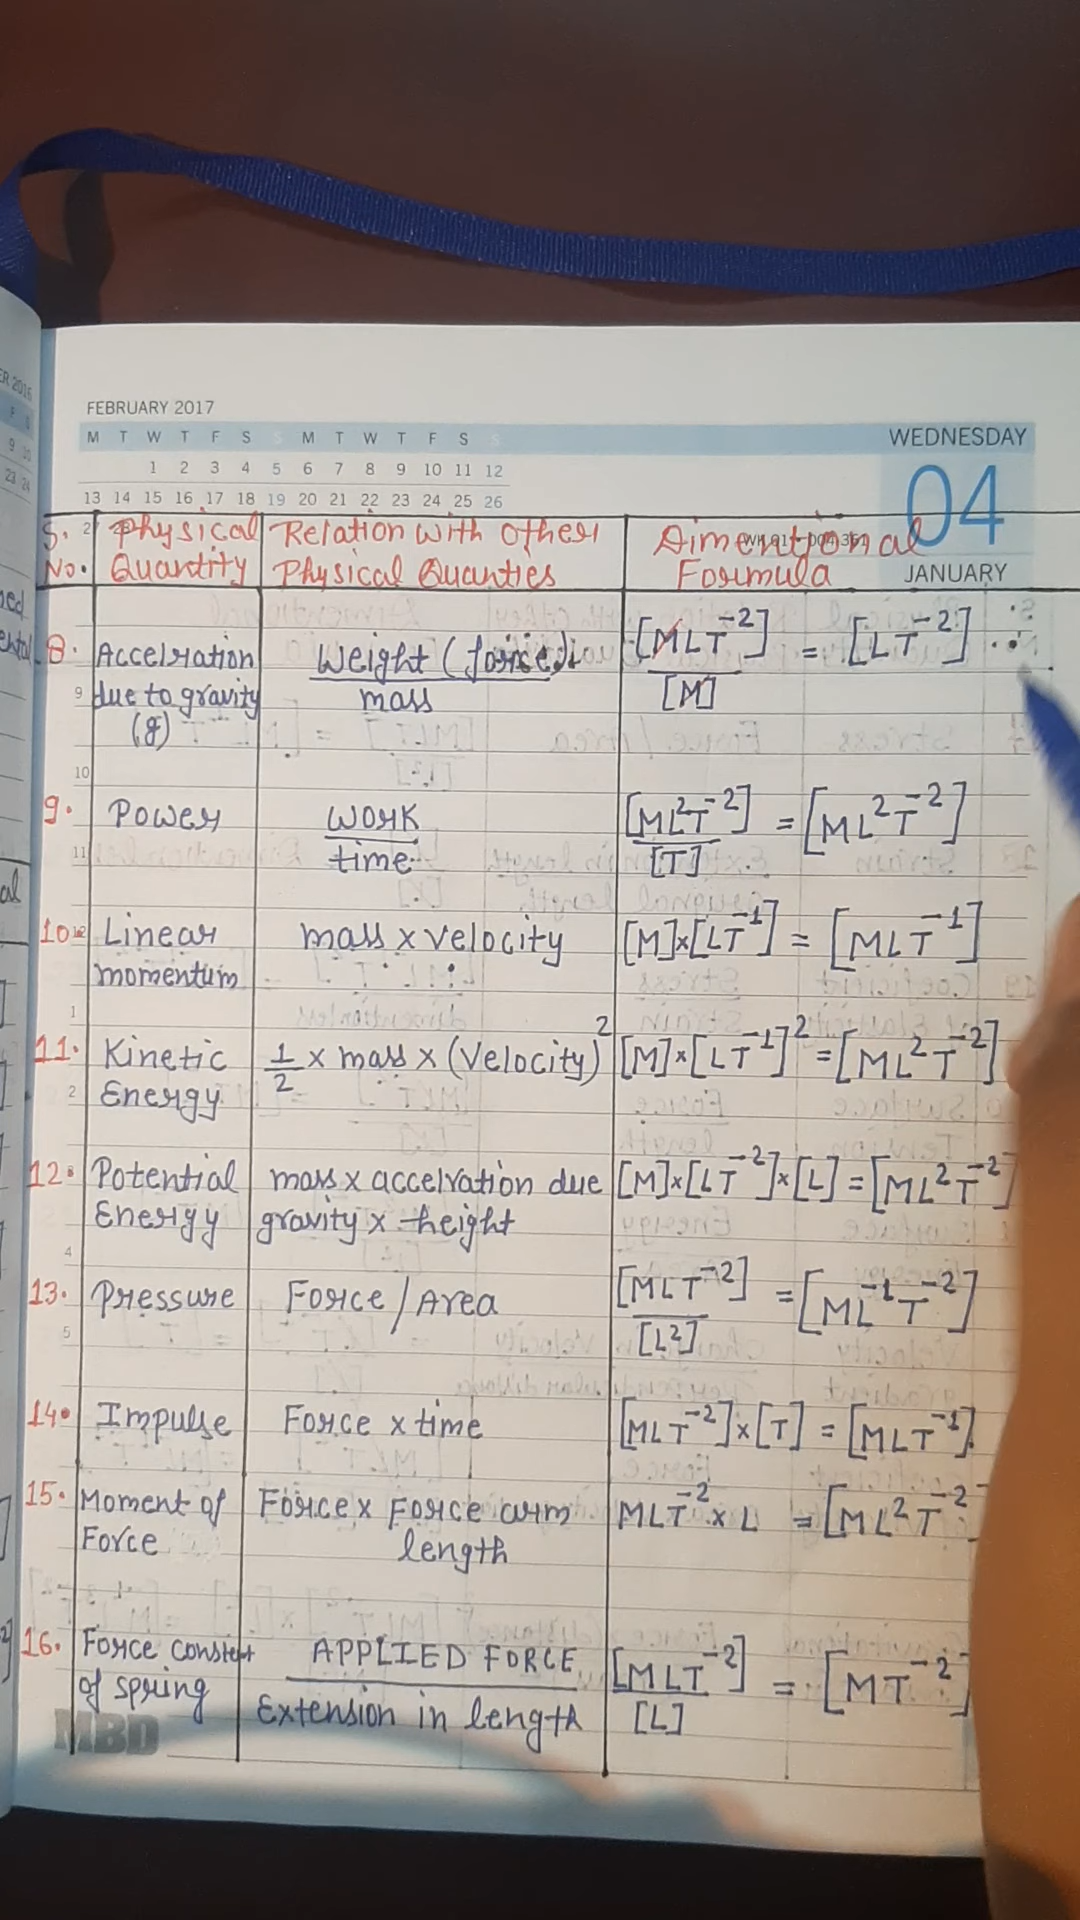 FEBRUARY 2017
WEDNESDAY
M T W T F S S M T W T F S S
1 2 3 4 5 6 7 8 9 10 11 12
13 14 15 16 17 18 19 20 21 22 23 24 25 26
04
JANUARY
S. No. Physical Quantity Relation with Other Physical Quanties Dimentional Formula
8. Accelration due to gravity (g) Weight (force) / mass [MLT⁻²] / [M] = [LT⁻²]
9. Power work / time [ML²T⁻²] / [T] = [ML²T⁻²]
10. Linear momentum mass x velocity [M]x[LT⁻¹] = [MLT⁻¹]
11. Kinetic Energy 1/2 x mass x (Velocity)² [M]x[LT⁻¹]² = [ML²T⁻²]
12. Potential Energy mass x accelration due gravity x height [M]x[LT⁻²]x[L] = [ML²T⁻²]
13. Pressure Force / Area [MLT⁻²] / [L²] = [ML⁻¹T⁻²]
14. Impulse Force x time [MLT⁻²]x[T] = [MLT⁻¹]
15. Moment of Force Force x Force arm length MLT⁻² x L = [ML²T⁻²
16. Force constt of spring APPLIED FORCE / Extension in length [MLT⁻²] / [L] = [MT⁻²]
MBD